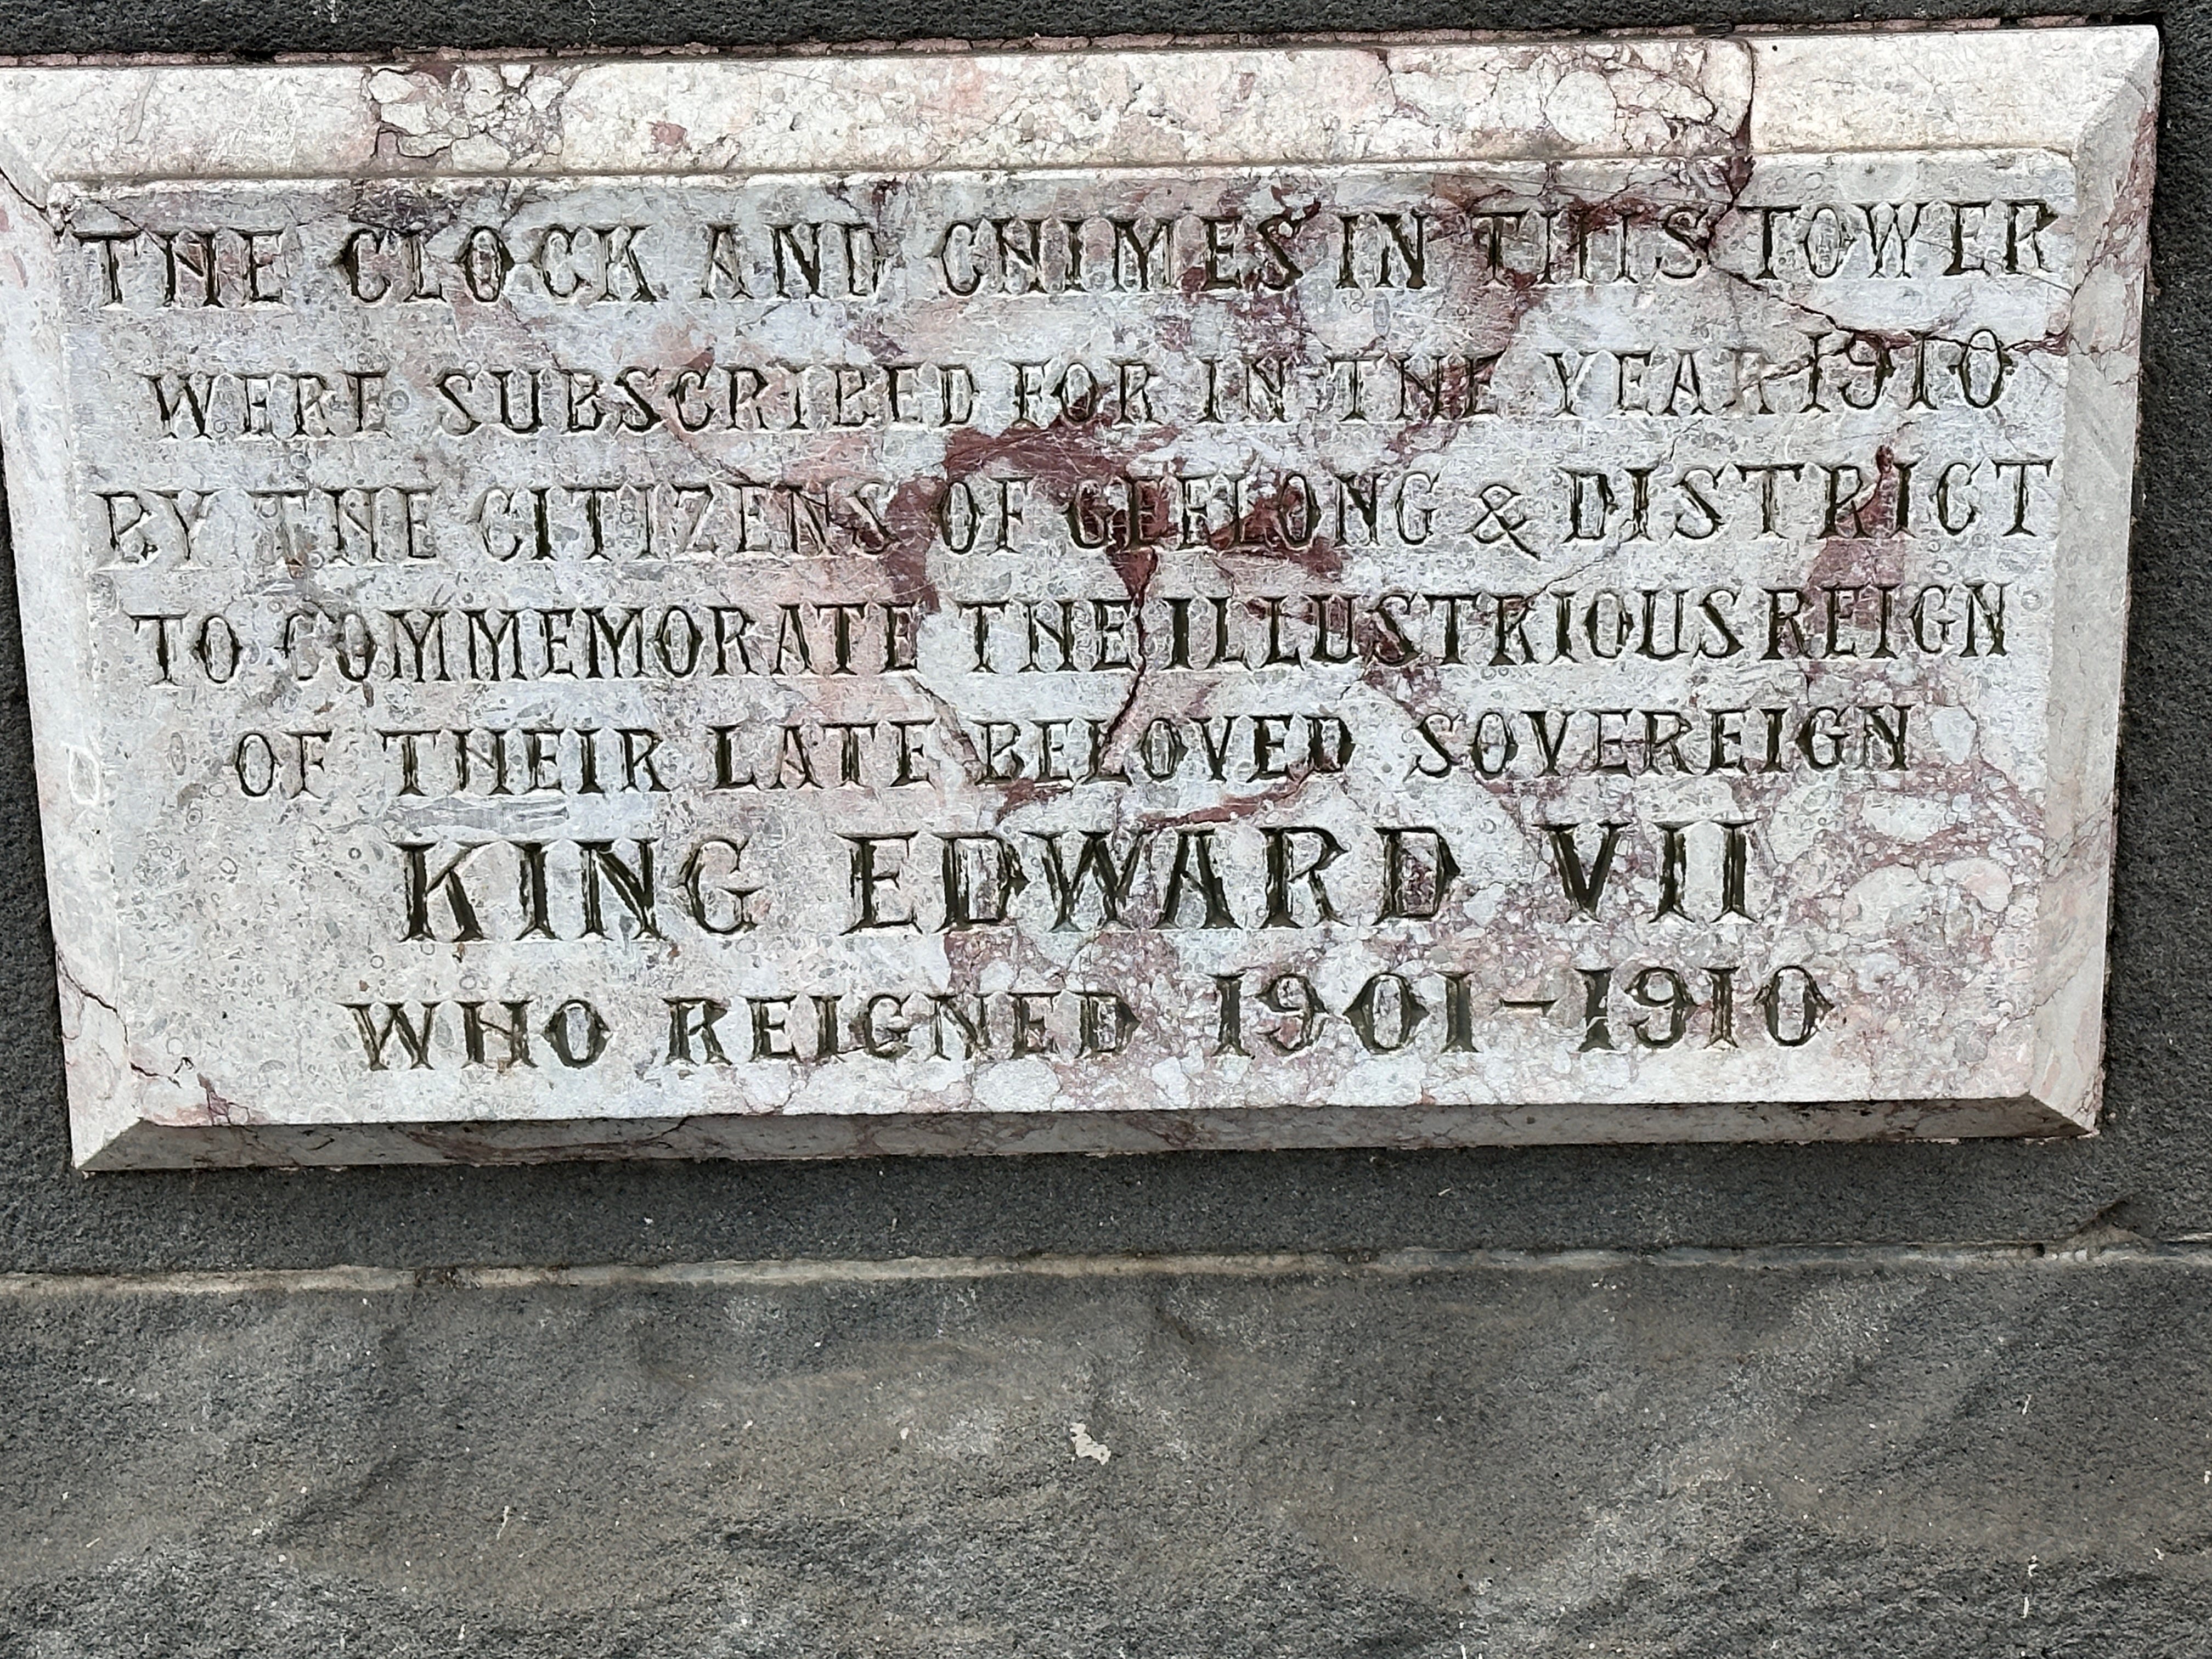 THE CLOCK AND CHIMES IN THIS TOWER
WERE SUBSCRIBED FOR IN THE YEAR 1910
BY THE CITIZENS OF GEELONG & DISTRICT
TO COMMEMORATE THE ILLUSTRIOUS REIGN
OF THEIR LATE BELOVED SOVEREIGN
KING EDWARD VII
WHO REIGNED 1901-1910